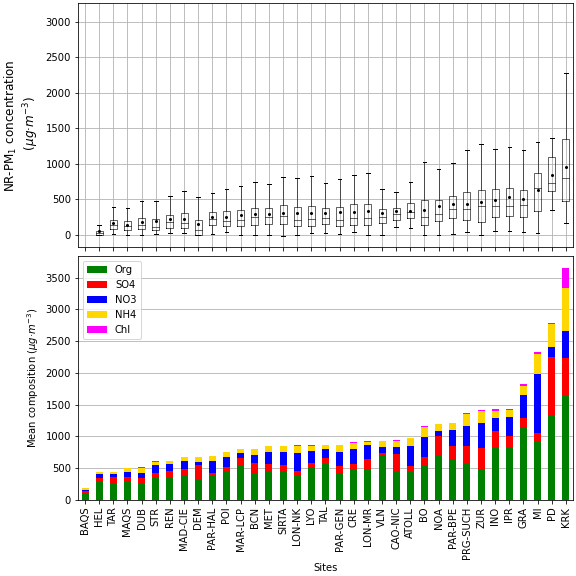 3000
2500
2000
1500
1000
500
0
NR-PM₁ concentration
(μg·m⁻³)
3500
3000
2500
2000
1500
1000
500
0
Mean composition (μg·m⁻³)
Org
SO4
NO3
NH4
Chl
BAQS
HEL
TAR
MAQS
DUB
STR
REN
MAD-CIE
DEM
PAR-HAL
POI
MAR-LCP
BCN
MET
SIRTA
LON-NK
LYO
TAL
PAR-GEN
CRE
LON-MR
VLN
CAO-NIC
ATOLL
BO
NOA
PAR-BPE
PRG-SUCH
ZUR
INO
IPR
GRA
MI
PD
KRK
Sites